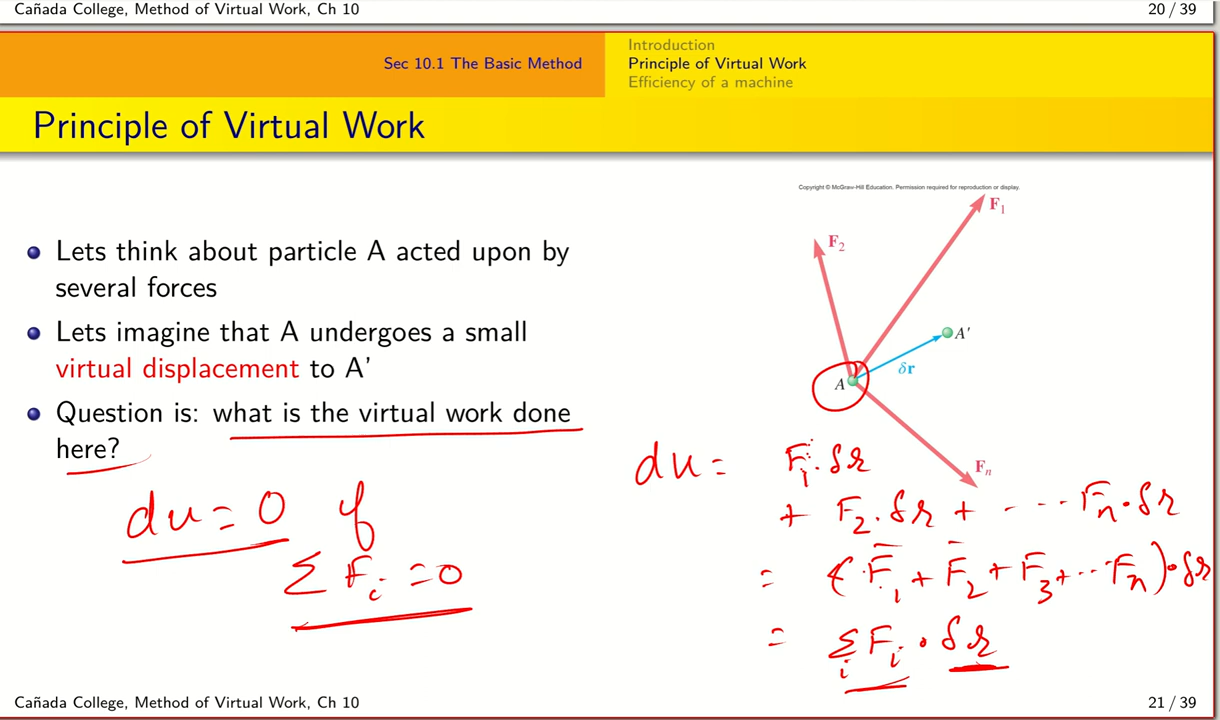 Cañada College, Method of Virtual Work, Ch 10 20 / 39
Sec 10.1 The Basic Method
Introduction
Principle of Virtual Work
Efficiency of a machine
Principle of Virtual Work
Lets think about particle A acted upon by
several forces
Lets imagine that A undergoes a small
virtual displacement to A'
Question is: what is the virtual work done
here?
du = 0 if
Σ Fi = 0
Copyright © McGraw-Hill Education. Permission required for reproduction or display.
F1
F2
A'
δr
A
Fn
du = F1 · δr
+ F2 · δr + ---- Fn · δr
= (F1 + F2 + F3 + --- Fn) · δr
= Σi Fi · δr
Cañada College, Method of Virtual Work, Ch 10 21 / 39